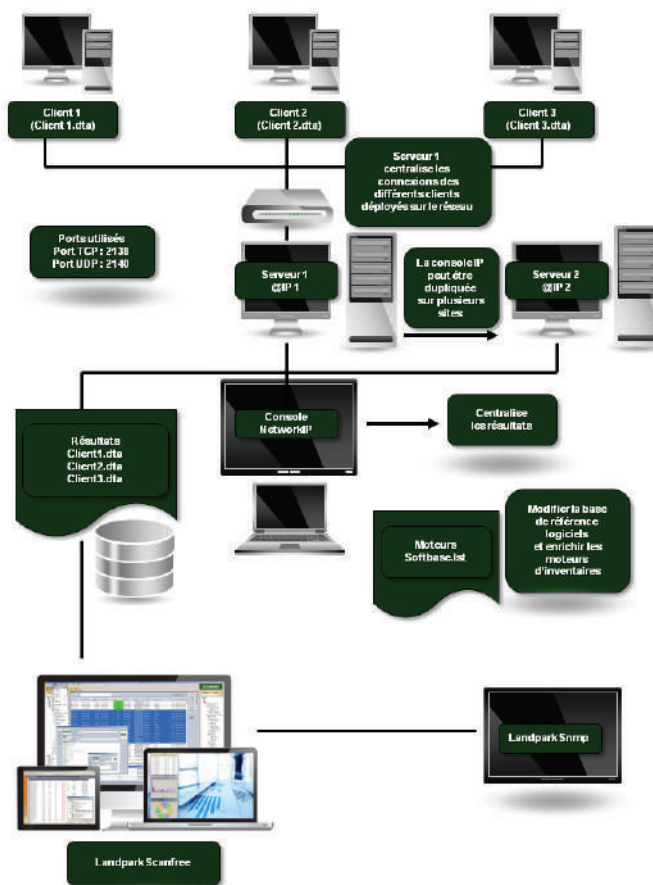 Client 1
(Client 1.dta)
Client 2
(Client 2.dta)
Client 3
(Client 3.dta)
Serveur 1
centralise les
connexions des
différents clients
déployés sur le réseau
Ports utilisés
Port TCP : 2138
Port UDP : 2140
Serveur 1
@IP 1
La console IP
peut être
dupliquée
sur plusieurs
sites
Serveur 2
@IP 2
Résultats
Client1.dta
Client2.dta
Client3.dta
Console
NetworkIP
Centralise
les résultats
Moteurs
Softbase.lst
Modifier la base
de référence
logiciels
et enrichir les
moteurs
d'inventaires
Landpark Snmp
Landpark Scanfree